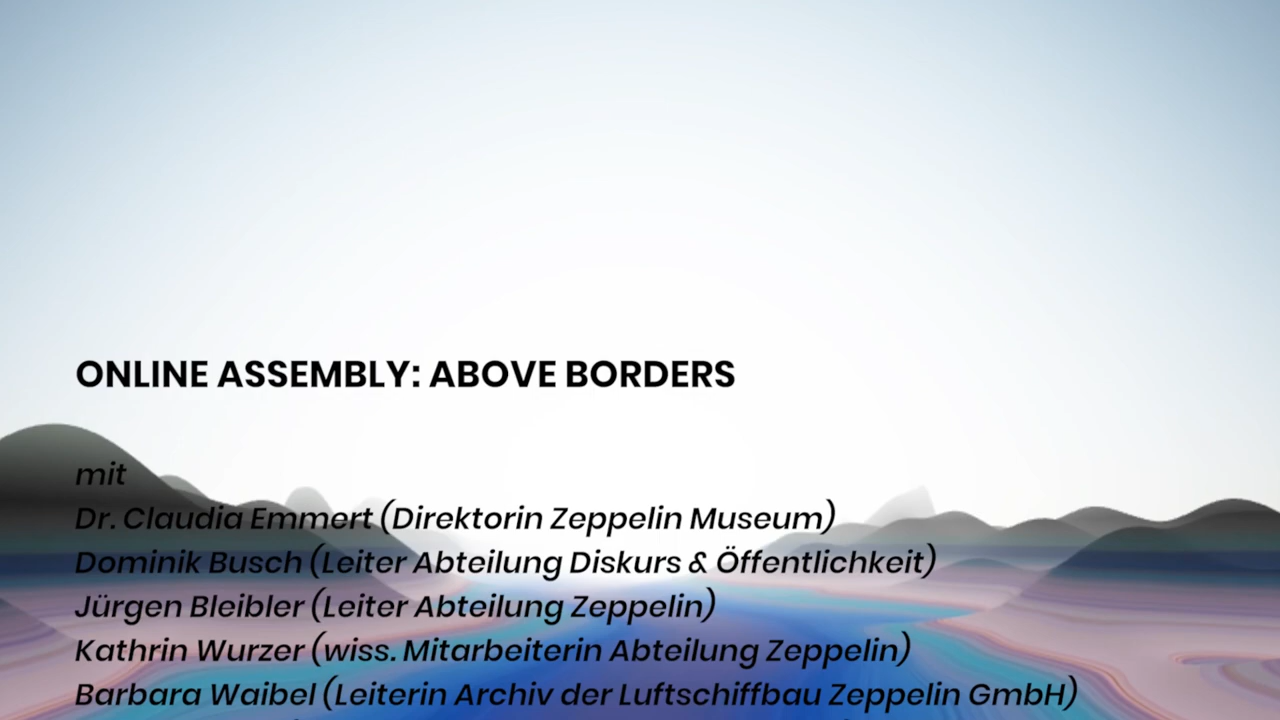 ONLINE ASSEMBLY: ABOVE BORDERS
mit
Dr. Claudia Emmert (Direktorin Zeppelin Museum)
Dominik Busch (Leiter Abteilung Diskurs & Öffentlichkeit)
Jürgen Bleibler (Leiter Abteilung Zeppelin)
Kathrin Wurzer (wiss. Mitarbeiterin Abteilung Zeppelin)
Barbara Waibel (Leiterin Archiv der Luftschiffbau Zeppelin GmbH)